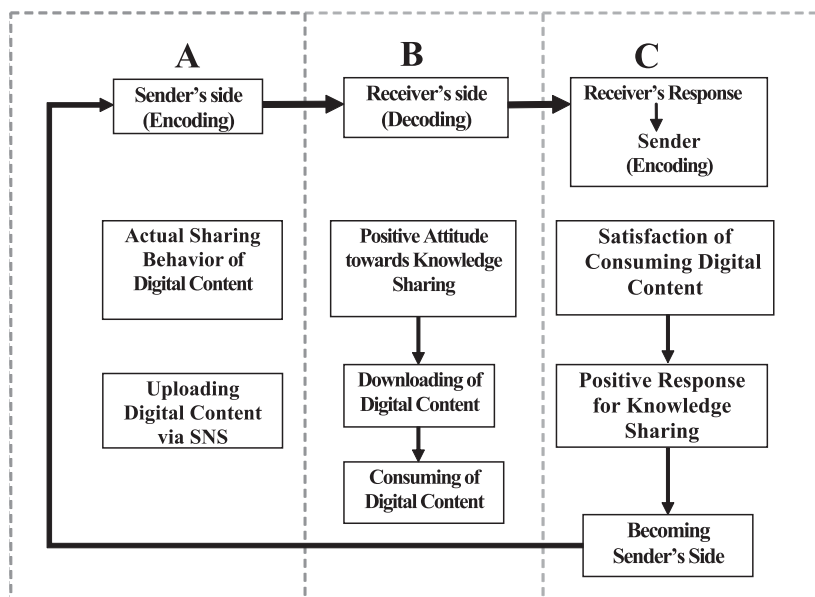 A
Sender's side
(Encoding)
Actual Sharing
Behavior of
Digital Content
Uploading
Digital Content
via SNS
B
Receiver's side
(Decoding)
Positive Attitude
towards Knowledge
Sharing
Downloading of
Digital Content
Consuming of
Digital Content
C
Receiver's Response
Sender
(Encoding)
Satisfaction of
Consuming Digital
Content
Positive Response
for Knowledge
Sharing
Becoming
Sender's Side